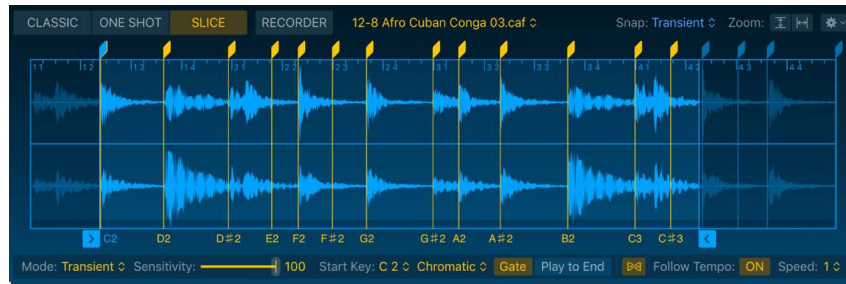 CLASSIC ONE SHOT SLICE RECORDER 12-8 Afro Cuban Conga 03.caf Snap: Transient Zoom:
1 1 1 2 1 3 1 4 2 1 2 2 2 3 2 4 3 1 3 2 3 3 3 4 4 1 4 2 4 3 4 4
C2 D2 D♯2 E2 F2 F♯2 G2 G♯2 A2 A♯2 B2 C3 C♯3
Mode: Transient Sensitivity: 100 Start Key: C 2 Chromatic Gate Play to End Follow Tempo: ON Speed: 1